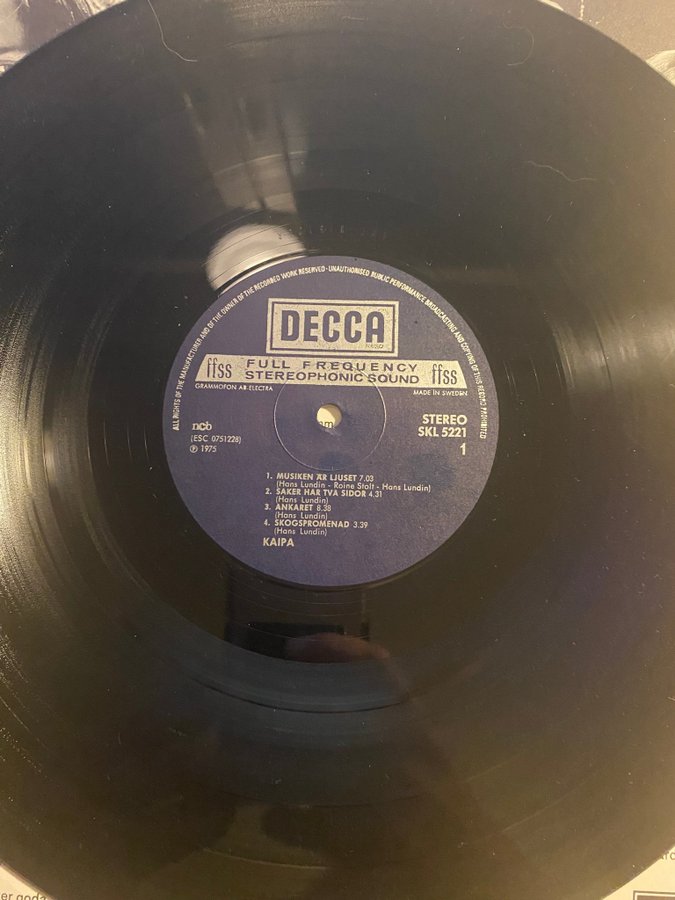 ALL RIGHTS OF THE MANUFACTURER AND OF THE OWNER OF THE RECORDED WORK RESERVED · UNAUTHORISED PUBLIC PERFORMANCE BROADCASTING AND COPYING OF THIS RECORD PROHIBITED
DECCA
ffss FULL FREQUENCY STEREOPHONIC SOUND ffss
GRAMMOFON AB-ELECTRA
MADE IN SWEDEN
ncb
(ESC 0751228)
℗ 1975
STEREO
SKL 5221
1
1. MUSIKEN ÄR LJUSET 7.03
(Hans Lundin - Roine Stolt - Hans Lundin)
2. SAKER HAR TVÅ SIDOR 4.31
(Hans Lundin)
3. ANKARET 8.38
(Hans Lundin)
4. SKOGSPROMENAD 3.39
(Hans Lundin)
KAIPA